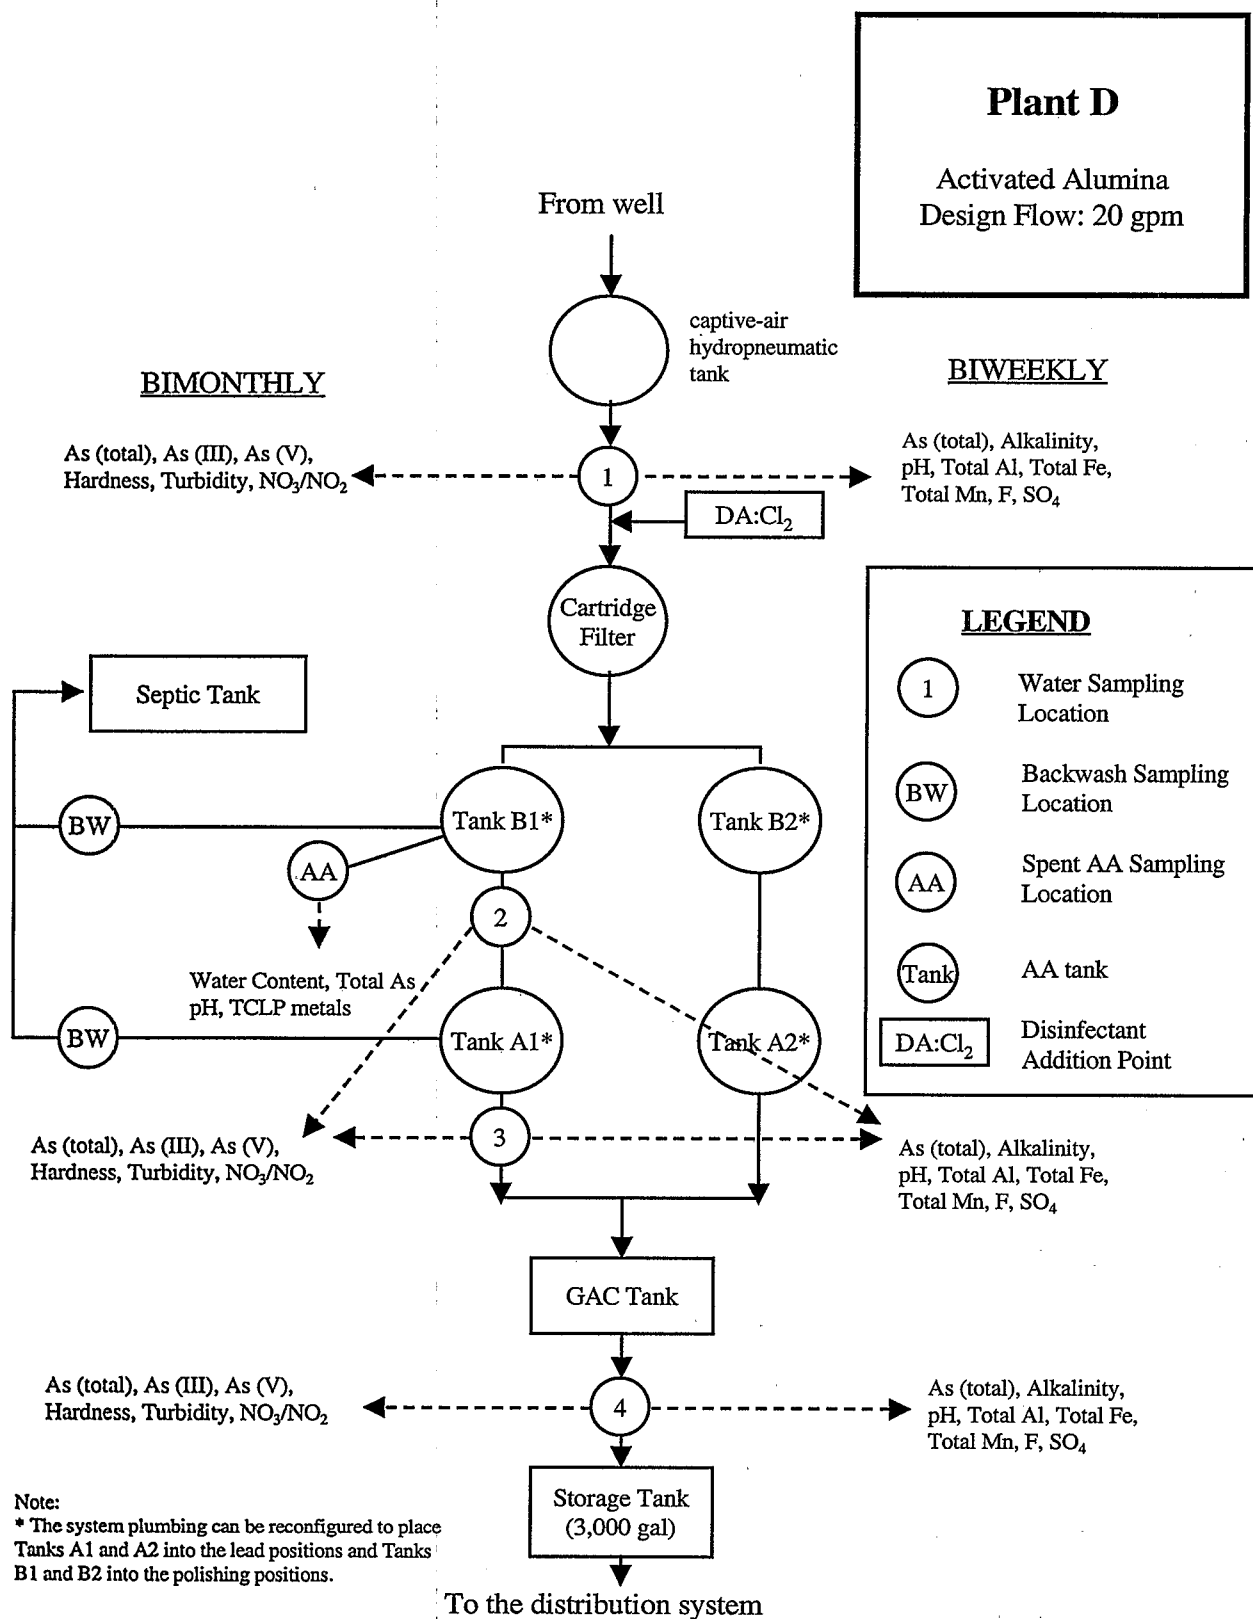 Plant D
Activated Alumina
Design Flow: 20 gpm
From well
captive-air
hydropneumatic
tank
BIMONTHLY
BIWEEKLY
As (total), As (III), As (V),
Hardness, Turbidity, NO3/NO2
1
As (total), Alkalinity,
pH, Total Al, Total Fe,
Total Mn, F, SO4
DA:Cl2
Cartridge
Filter
LEGEND
1
Water Sampling
Location
BW
Backwash Sampling
Location
AA
Spent AA Sampling
Location
Tank
AA tank
DA:Cl2
Disinfectant
Addition Point
Septic Tank
BW
Tank B1*
Tank B2*
AA
2
Water Content, Total As
pH, TCLP metals
BW
Tank A1*
Tank A2*
As (total), As (III), As (V),
Hardness, Turbidity, NO3/NO2
3
As (total), Alkalinity,
pH, Total Al, Total Fe,
Total Mn, F, SO4
GAC Tank
As (total), As (III), As (V),
Hardness, Turbidity, NO3/NO2
4
As (total), Alkalinity,
pH, Total Al, Total Fe,
Total Mn, F, SO4
Storage Tank
(3,000 gal)
Note:
* The system plumbing can be reconfigured to place
Tanks A1 and A2 into the lead positions and Tanks
B1 and B2 into the polishing positions.
To the distribution system